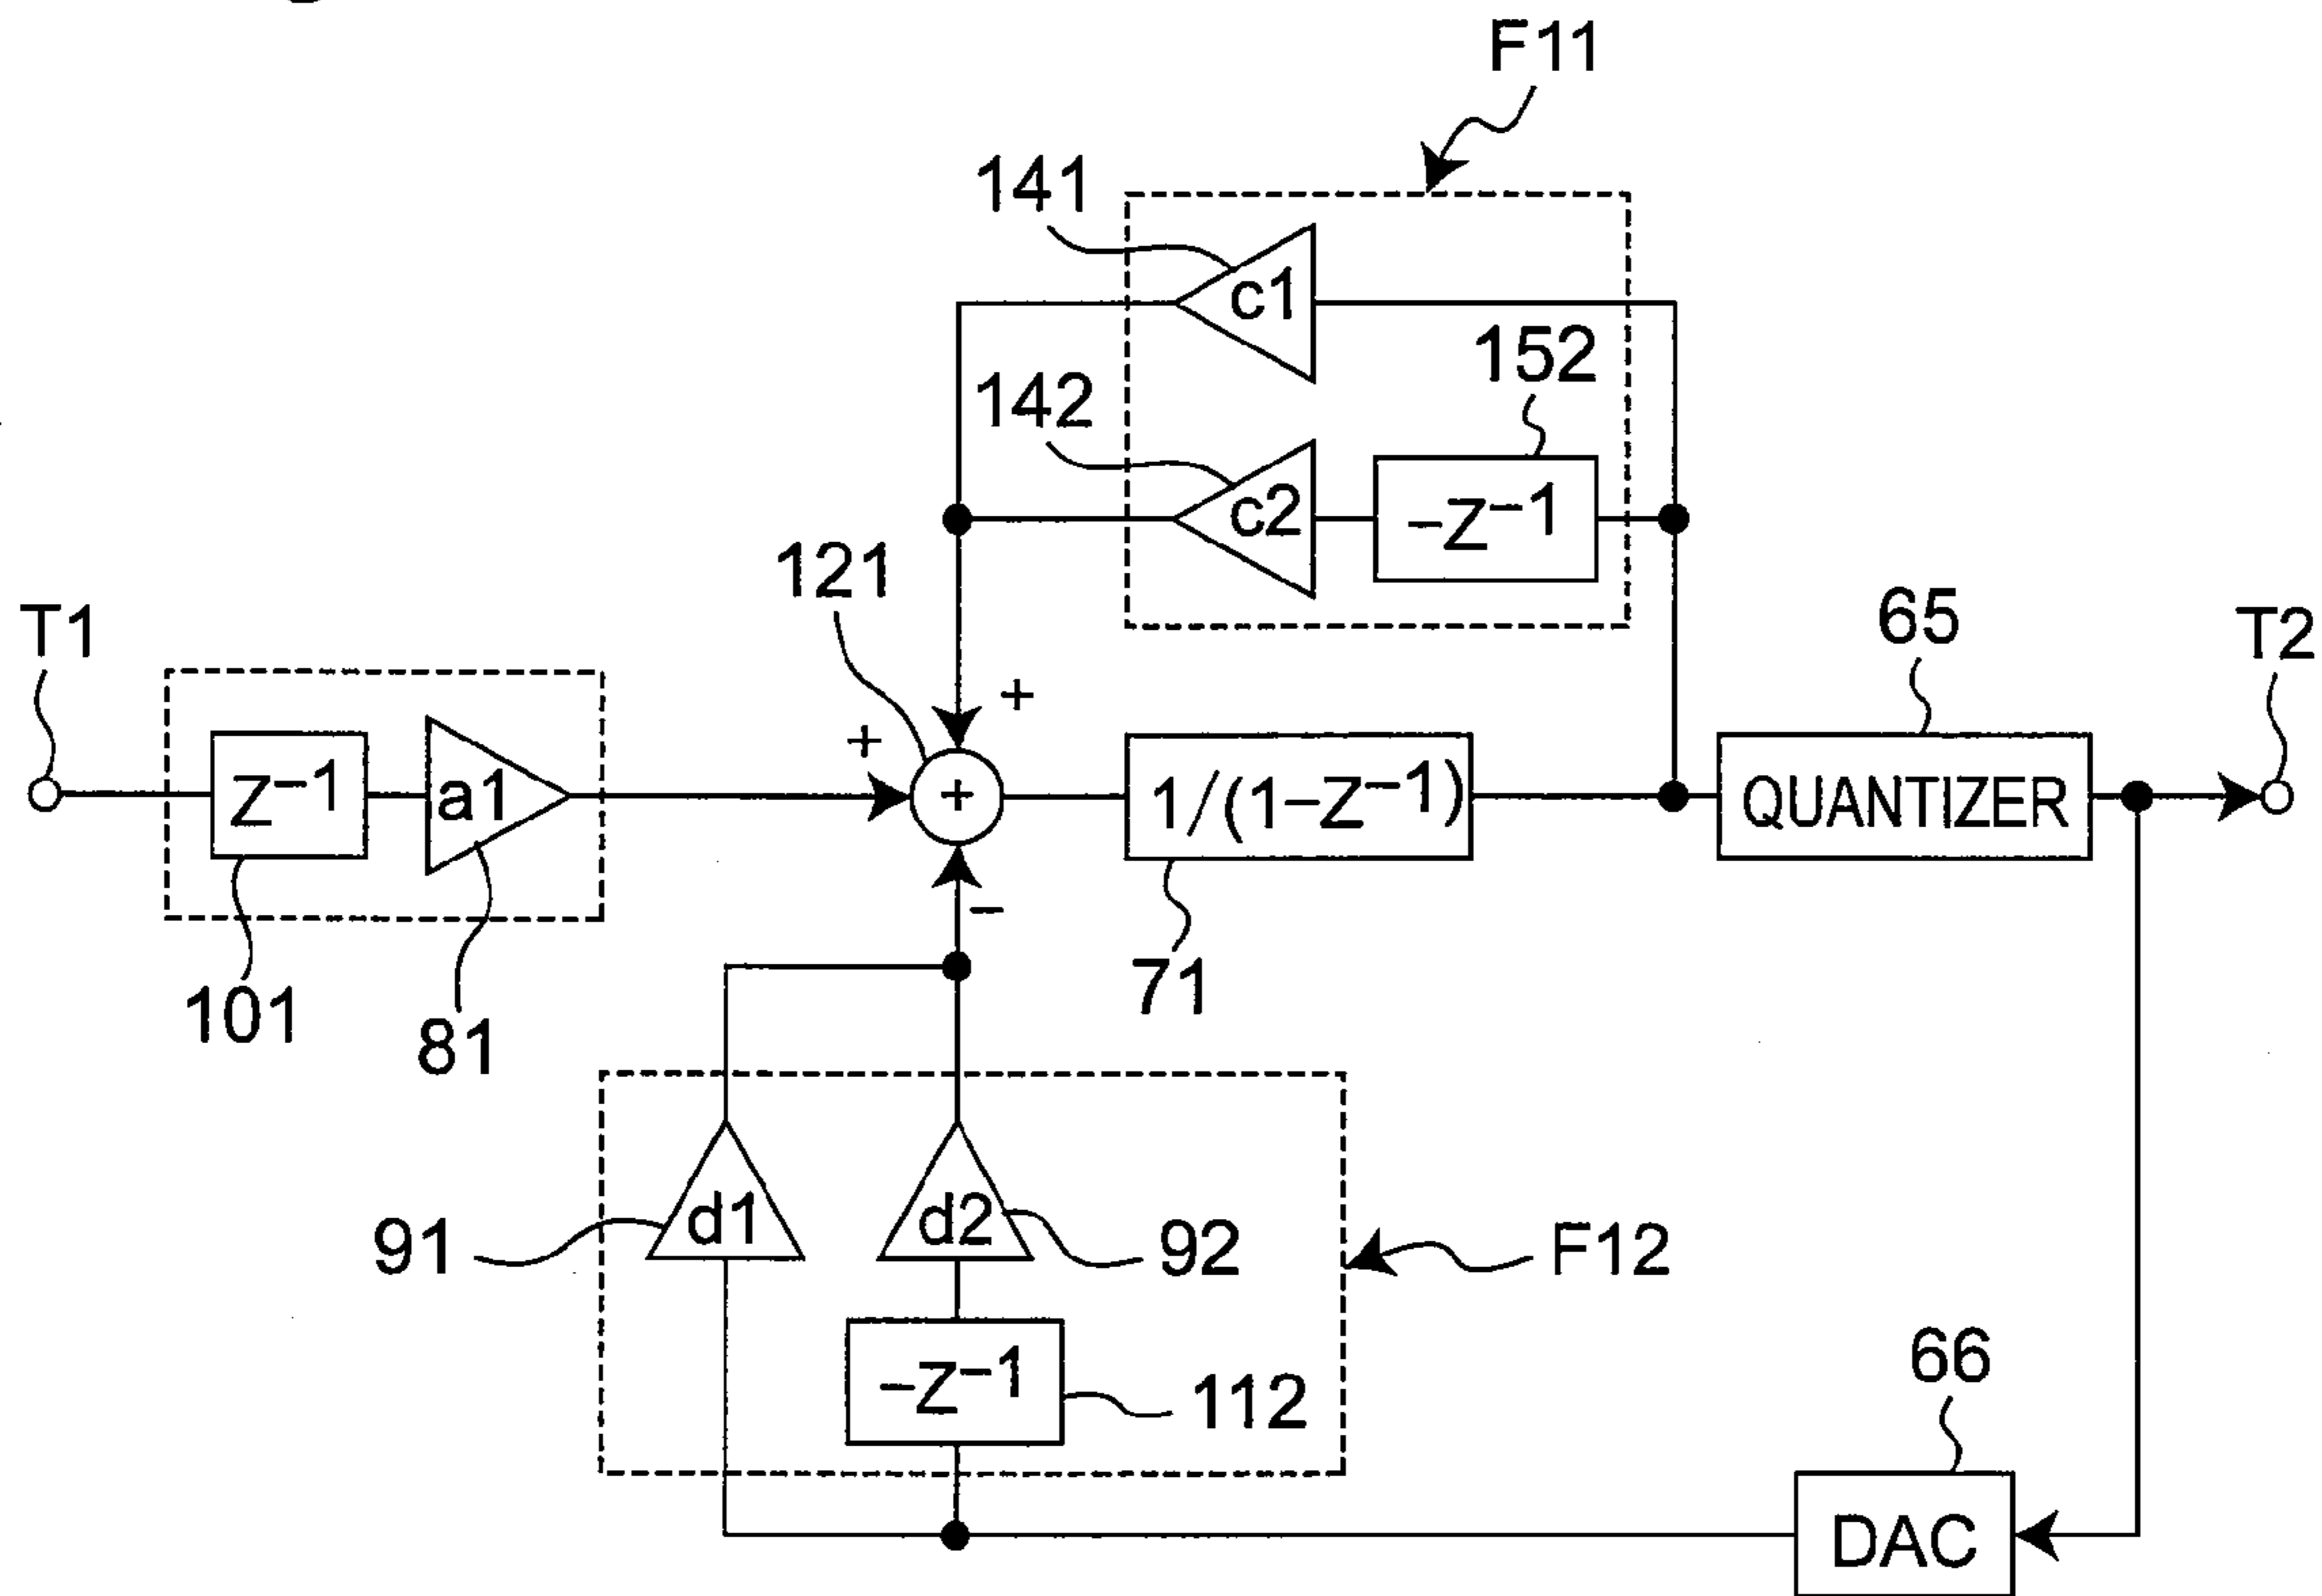 F11
141
c1
152
142
c2
-z⁻¹
121
65
T1
T2
+
+
z⁻¹
a1
+
1/(1-z⁻¹)
QUANTIZER
-
101
81
71
91
d1
d2
92
F12
-z⁻¹
112
66
DAC